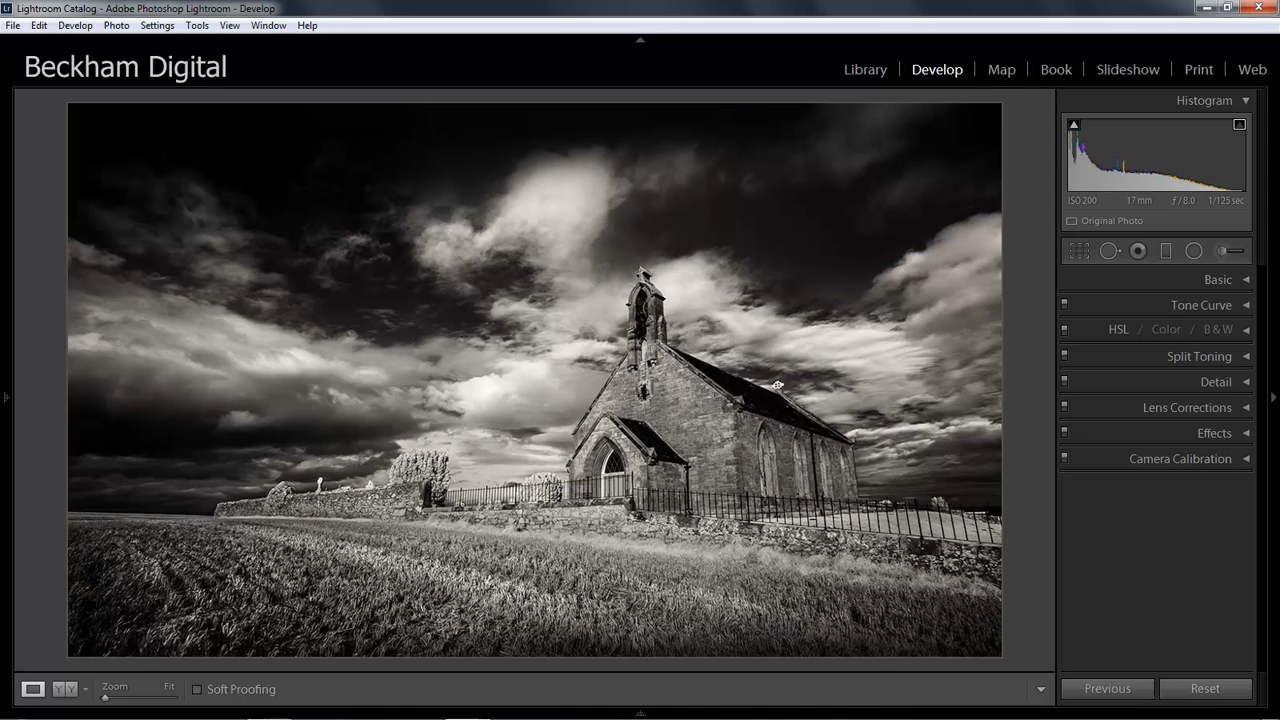 Lr Lightroom Catalog - Adobe Photoshop Lightroom - Develop
File Edit Develop Photo Settings Tools View Window Help
Beckham Digital
Library Develop Map Book Slideshow Print Web
Histogram
ISO 200 17 mm ƒ / 8.0 1/125 sec
Original Photo
Basic
Tone Curve
HSL / Color / B & W
Split Toning
Detail
Lens Corrections
Effects
Camera Calibration
YY Zoom Fit Soft Proofing
Previous Reset